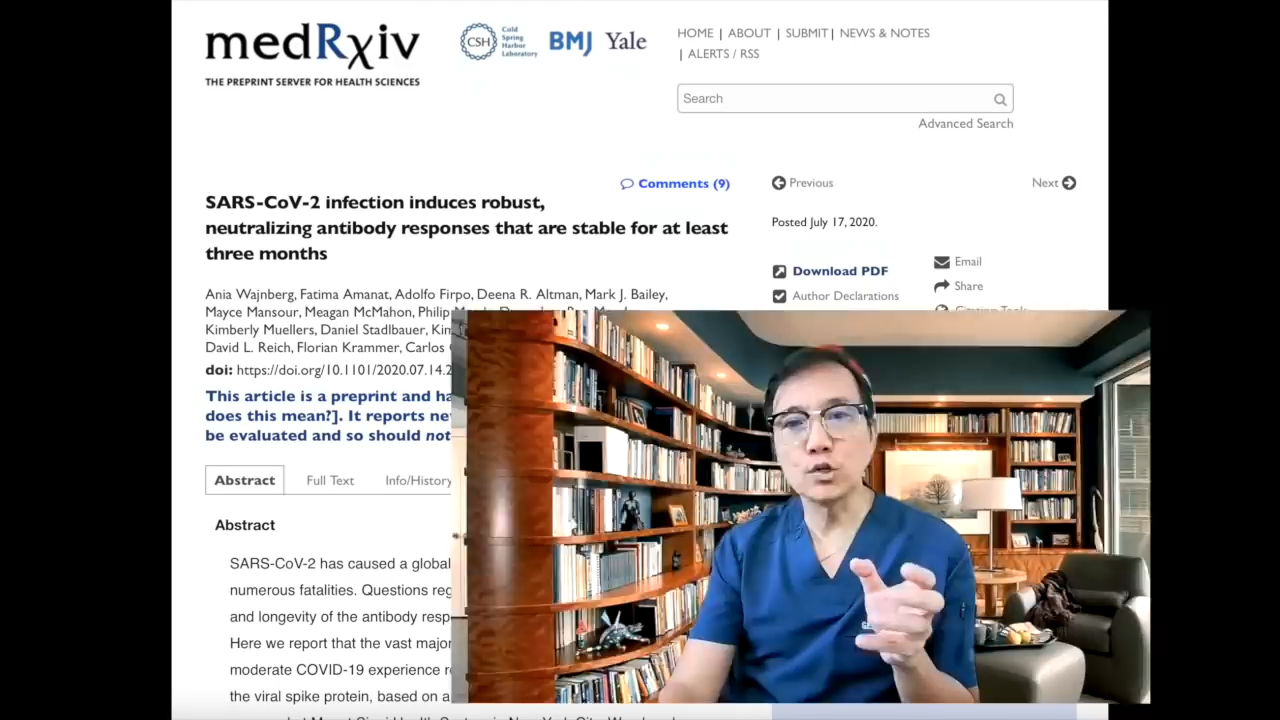 medRxiv
THE PREPRINT SERVER FOR HEALTH SCIENCES
CSH
Cold
Spring
Harbor
Laboratory
BMJ
Yale
HOME | ABOUT | SUBMIT | NEWS & NOTES
| ALERTS / RSS
Search
Advanced Search
Comments (9)
Previous
Next
SARS-CoV-2 infection induces robust,
neutralizing antibody responses that are stable for at least
three months
Posted July 17, 2020.
Download PDF
Email
Author Declarations
Share
Citation Tools
Ania Wajnberg, Fatima Amanat, Adolfo Firpo, Deena R. Altman, Mark J. Bailey,
Mayce Mansour, Meagan McMahon, Philip
Kimberly Muellers, Daniel Stadlbauer,
David L. Reich, Florian Krammer, Carlos
doi: https://doi.org/10.1101/2020.07.14.2
This article is a preprint and ha
does this mean?]. It reports ne
be evaluated and so should not
Abstract
Full Text
Info/History
Abstract
SARS-CoV-2 has caused a global
numerous fatalities. Questions reg
and longevity of the antibody resp
Here we report that the vast major
moderate COVID-19 experience r
the viral spike protein, based on a